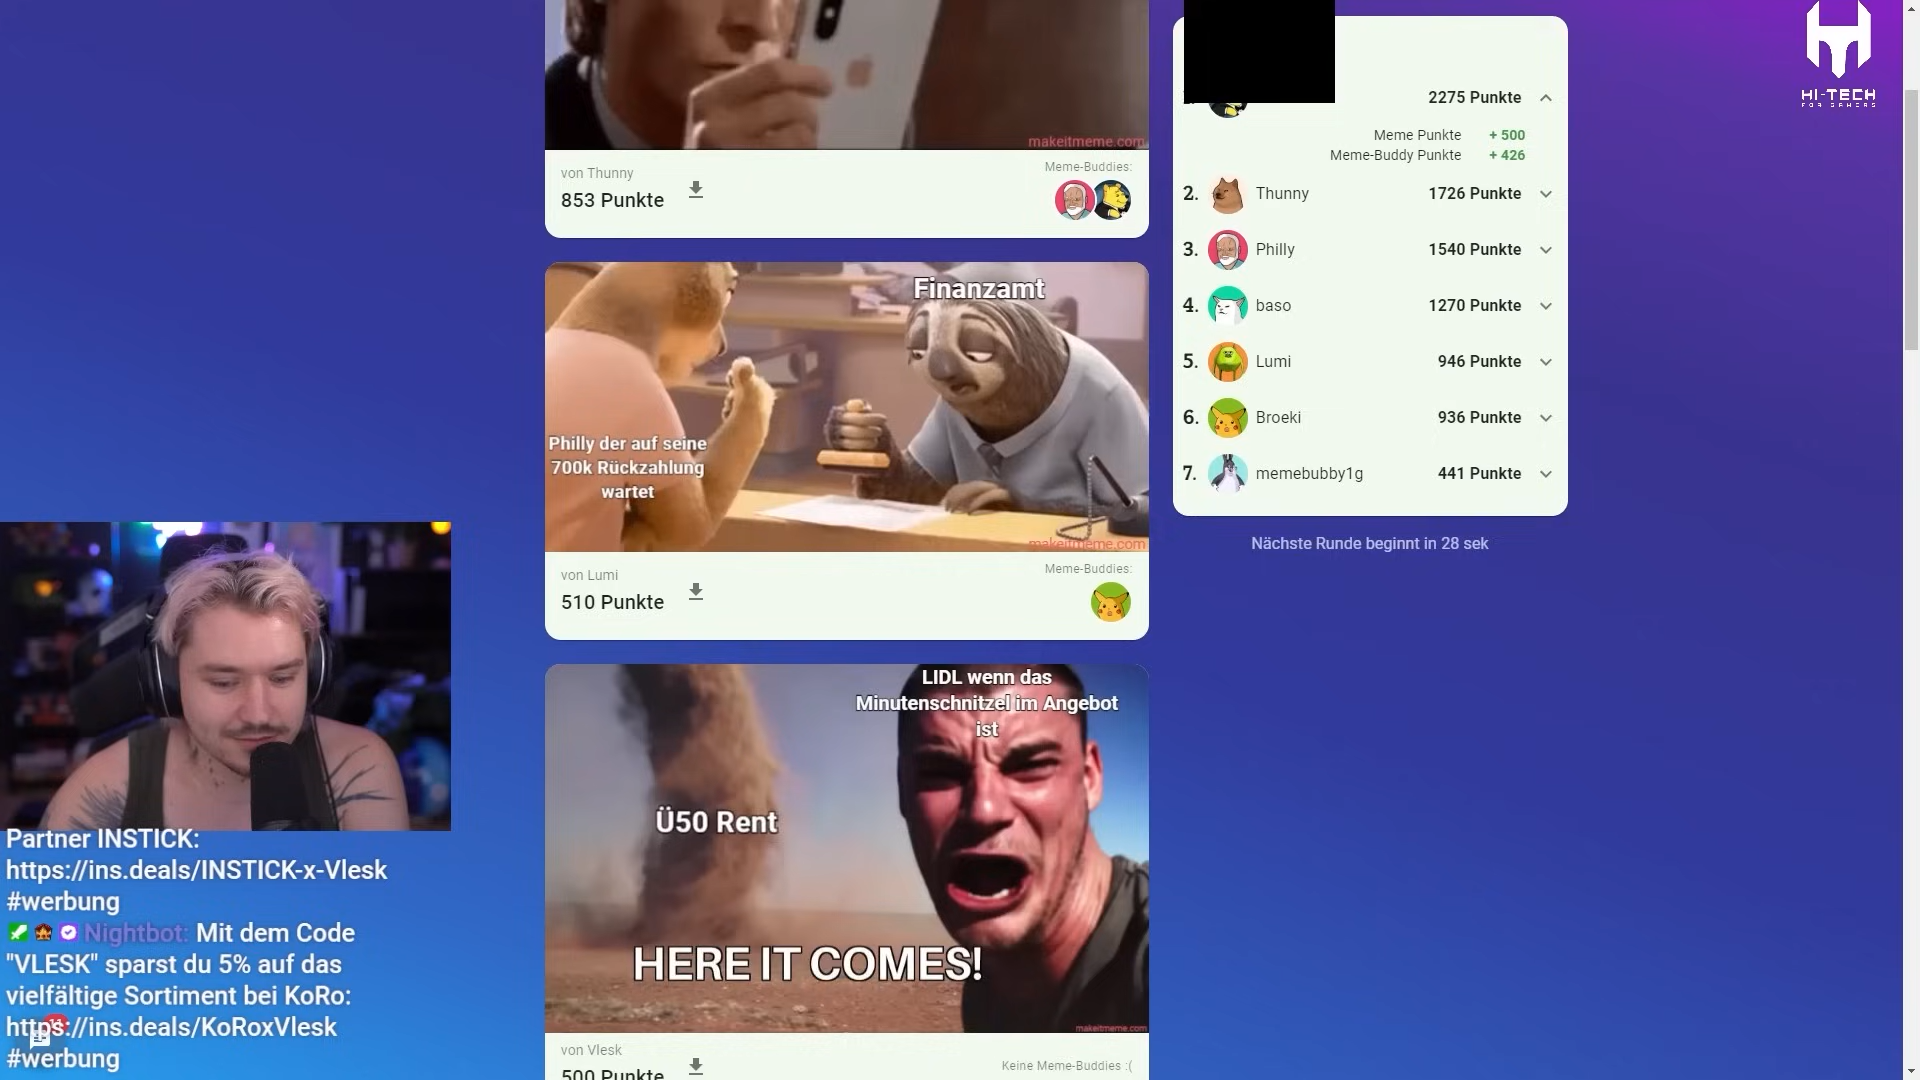 makeitmeme.com
von Thunny
853 Punkte
Meme-Buddies:
Finanzamt
Philly der auf seine
700k Rückzahlung
wartet
makeitmeme.com
von Lumi
510 Punkte
Meme-Buddies:
LIDL wenn das
Minutenschnitzel im Angebot
ist
Ü50 Rent
HERE IT COMES!
makeitmeme.com
von Vlesk
500 Punkte
Keine Meme-Buddies :(
2275 Punkte
Meme Punkte + 500
Meme-Buddy Punkte + 426
2. Thunny 1726 Punkte
3. Philly 1540 Punkte
4. baso 1270 Punkte
5. Lumi 946 Punkte
6. Broeki 936 Punkte
7. memebubby1g 441 Punkte
Nächste Runde beginnt in 28 sek
HI-TECH
FOR GAMERS
Partner INSTICK:
https://ins.deals/INSTICK-x-Vlesk
#werbung
Nightbot: Mit dem Code
"VLESK" sparst du 5% auf das
vielfältige Sortiment bei KoRo:
https://ins.deals/KoRoxVlesk
#werbung